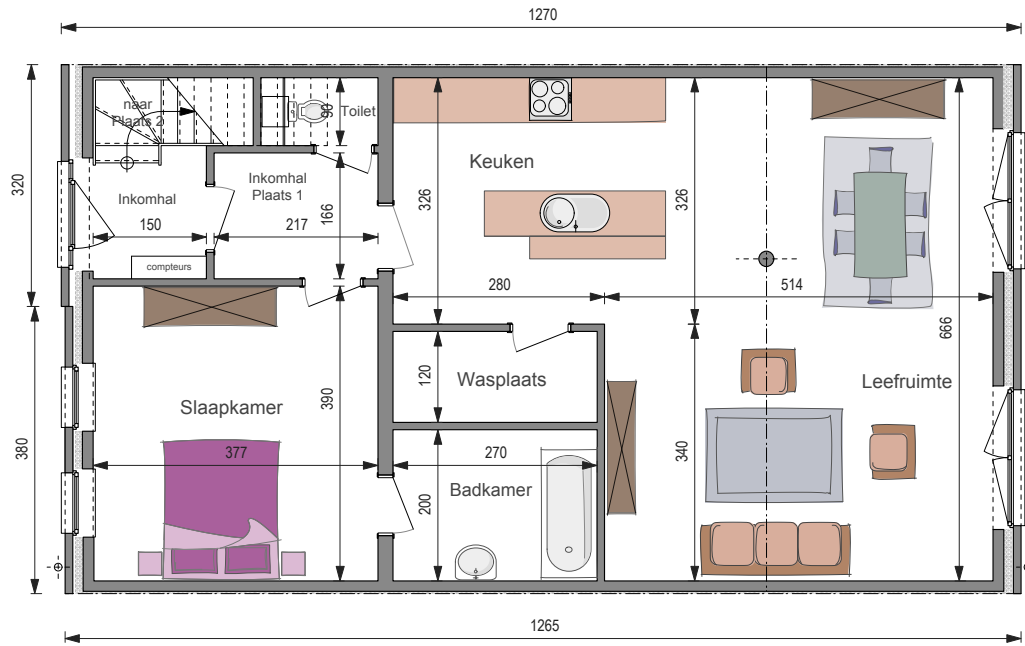 1270
naar
Plaats 2
90
Toilet
320
Inkomhal
Inkomhal
Plaats 1
150
217
166
compteurs
Keuken
326
326
280
514
666
Leefruimte
120
Wasplaats
390
Slaapkamer
377
380
270
Badkamer
200
340
1265